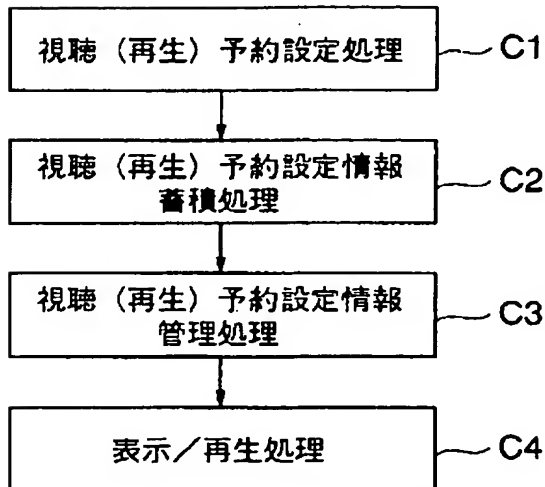 視聴（再生）予約設定処理
C1
視聴（再生）予約設定情報
蓄積処理
C2
視聴（再生）予約設定情報
管理処理
C3
表示／再生処理
C4